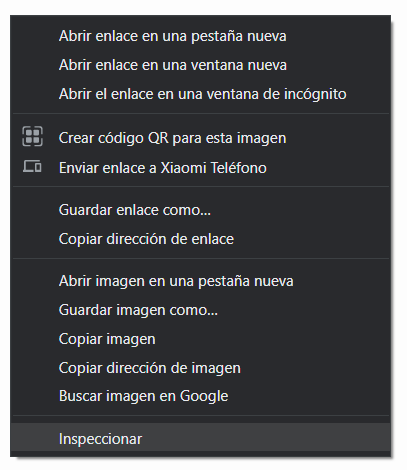 Abrir enlace en una pestaña nueva
Abrir enlace en una ventana nueva
Abrir el enlace en una ventana de incógnito
Crear código QR para esta imagen
Enviar enlace a Xiaomi Teléfono
Guardar enlace como...
Copiar dirección de enlace
Abrir imagen en una pestaña nueva
Guardar imagen como...
Copiar imagen
Copiar dirección de imagen
Buscar imagen en Google
Inspeccionar